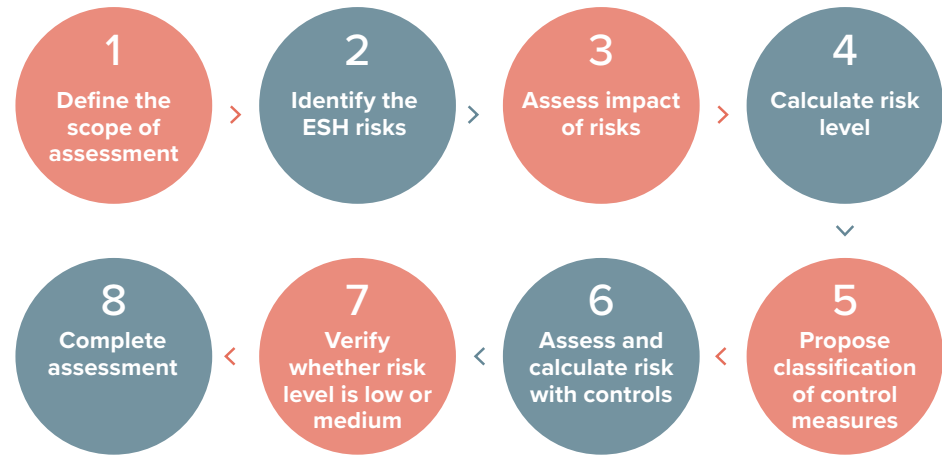 1
Define the
scope of
assessment
2
Identify the
ESH risks
3
Assess impact
of risks
4
Calculate risk
level
5
Propose
classification
of control
measures
6
Assess and
calculate risk
with controls
7
Verify
whether risk
level is low or
medium
8
Complete
assessment